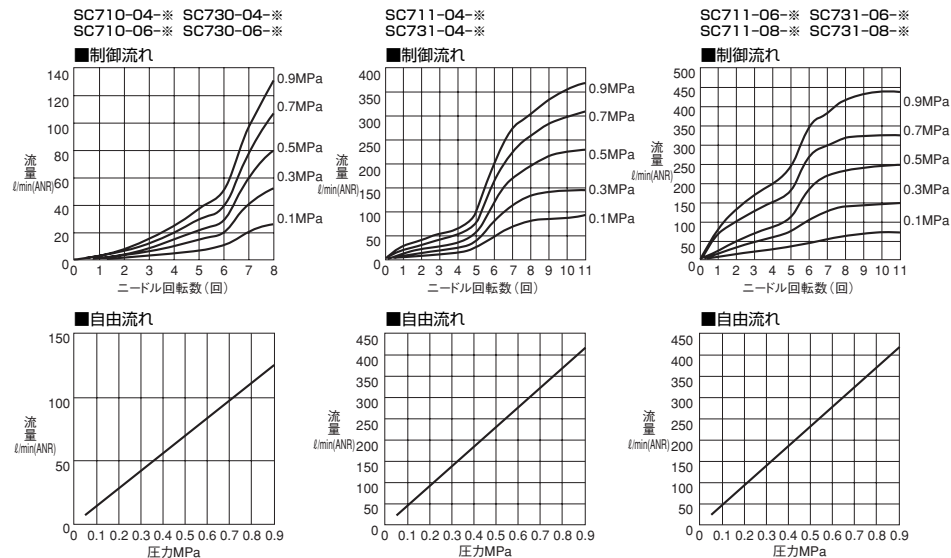 SC710-04-※ SC730-04-※
SC710-06-※ SC730-06-※
■制御流れ
140
120
100
80
60
40
20
0
流量
ℓ/min(ANR)
0.9MPa
0.7MPa
0.5MPa
0.3MPa
0.1MPa
0 1 2 3 4 5 6 7 8
ニードル回転数(回)
SC711-04-※
SC731-04-※
■制御流れ
400
350
300
250
200
150
100
50
0
流量
ℓ/min(ANR)
0.9MPa
0.7MPa
0.5MPa
0.3MPa
0.1MPa
0 1 2 3 4 5 6 7 8 9 10 11
ニードル回転数(回)
SC711-06-※ SC731-06-※
SC711-08-※ SC731-08-※
■制御流れ
500
450
400
350
300
250
200
150
100
50
0
流量
ℓ/min(ANR)
0.9MPa
0.7MPa
0.5MPa
0.3MPa
0.1MPa
0 1 2 3 4 5 6 7 8 9 10 11
ニードル回転数(回)
■自由流れ
150
100
50
0
流量
ℓ/min(ANR)
0 0.1 0.2 0.3 0.4 0.5 0.6 0.7 0.8 0.9
圧力MPa
■自由流れ
450
400
350
300
250
200
150
100
50
0
流量
ℓ/min(ANR)
0 0.1 0.2 0.3 0.4 0.5 0.6 0.7 0.8 0.9
圧力MPa
■自由流れ
450
400
350
300
250
200
150
100
50
0
流量
ℓ/min(ANR)
0 0.1 0.2 0.3 0.4 0.5 0.6 0.7 0.8 0.9
圧力MPa